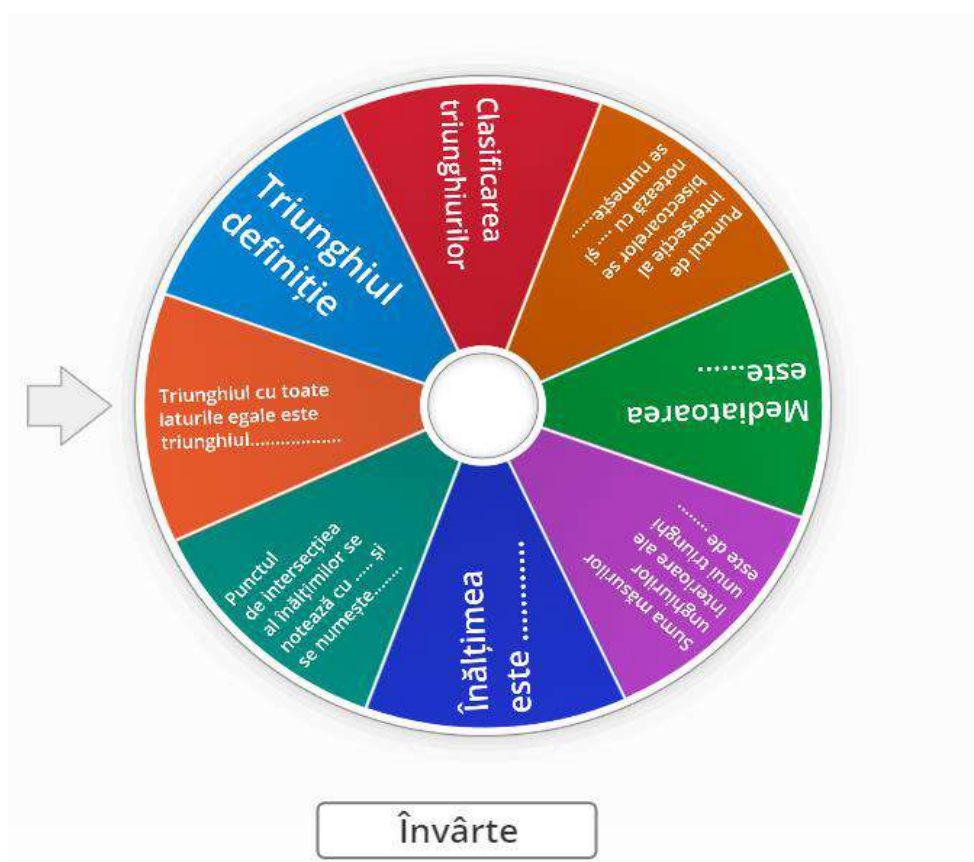 Clasificarea
triunghiurilor
Punctul de
intersecție al
bisectoarelor se
notează cu .... și
se numește......
Mediatoarea
este......
Suma măsurilor
unghiurilor
interioare ale
unui triunghi
este de .......
Înălțimea
este ............
Punctul
de intersecțiea
al înălțimilor se
notează cu ..... și
se numește........
Triunghiul cu toate
laturile egale este
triunghiul..................
Triunghiul
definiție
Învârte